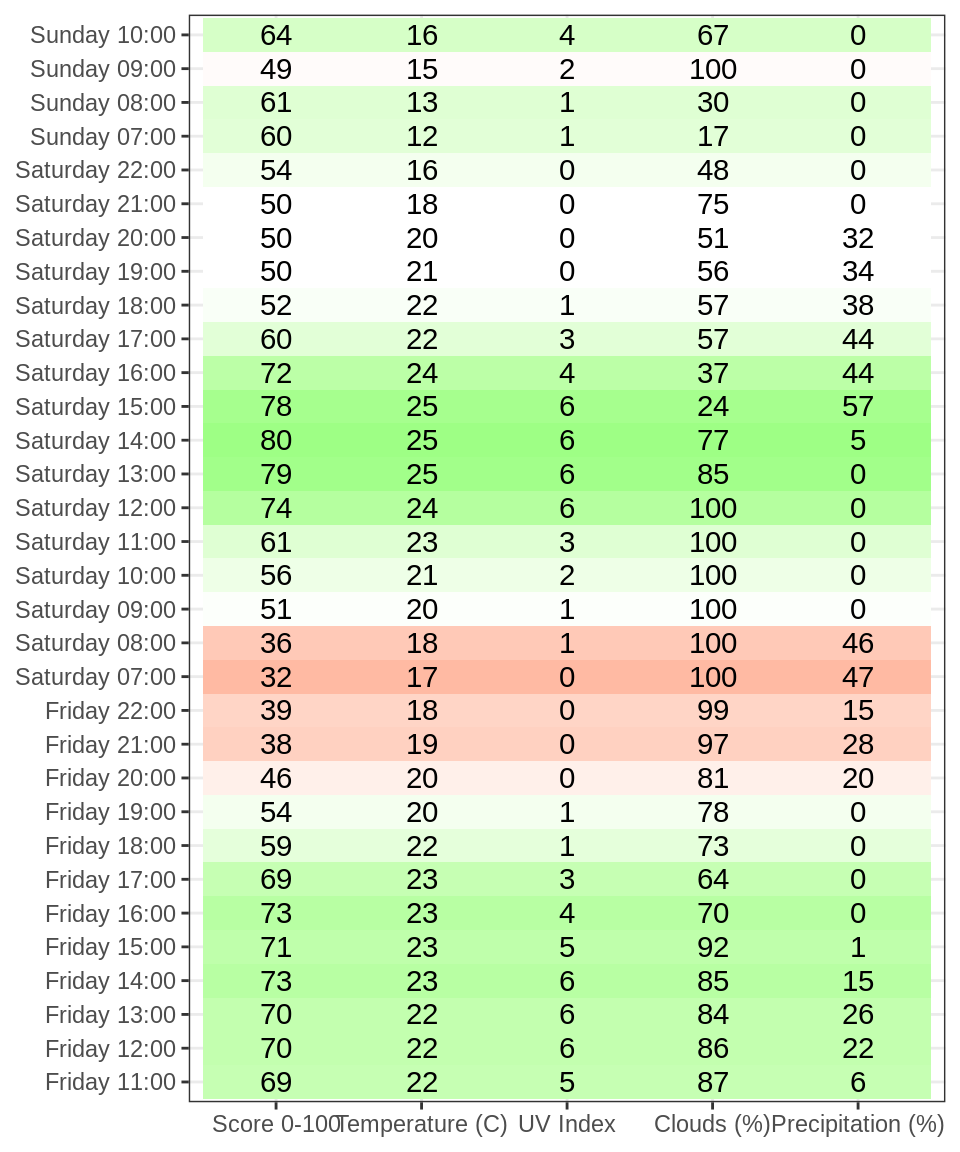 Sunday 10:00 64 16 4 67 0
Sunday 09:00 49 15 2 100 0
Sunday 08:00 61 13 1 30 0
Sunday 07:00 60 12 1 17 0
Saturday 22:00 54 16 0 48 0
Saturday 21:00 50 18 0 75 0
Saturday 20:00 50 20 0 51 32
Saturday 19:00 50 21 0 56 34
Saturday 18:00 52 22 1 57 38
Saturday 17:00 60 22 3 57 44
Saturday 16:00 72 24 4 37 44
Saturday 15:00 78 25 6 24 57
Saturday 14:00 80 25 6 77 5
Saturday 13:00 79 25 6 85 0
Saturday 12:00 74 24 6 100 0
Saturday 11:00 61 23 3 100 0
Saturday 10:00 56 21 2 100 0
Saturday 09:00 51 20 1 100 0
Saturday 08:00 36 18 1 100 46
Saturday 07:00 32 17 0 100 47
Friday 22:00 39 18 0 99 15
Friday 21:00 38 19 0 97 28
Friday 20:00 46 20 0 81 20
Friday 19:00 54 20 1 78 0
Friday 18:00 59 22 1 73 0
Friday 17:00 69 23 3 64 0
Friday 16:00 73 23 4 70 0
Friday 15:00 71 23 5 92 1
Friday 14:00 73 23 6 85 15
Friday 13:00 70 22 6 84 26
Friday 12:00 70 22 6 86 22
Friday 11:00 69 22 5 87 6
Score 0-100 Temperature (C) UV Index Clouds (%) Precipitation (%)